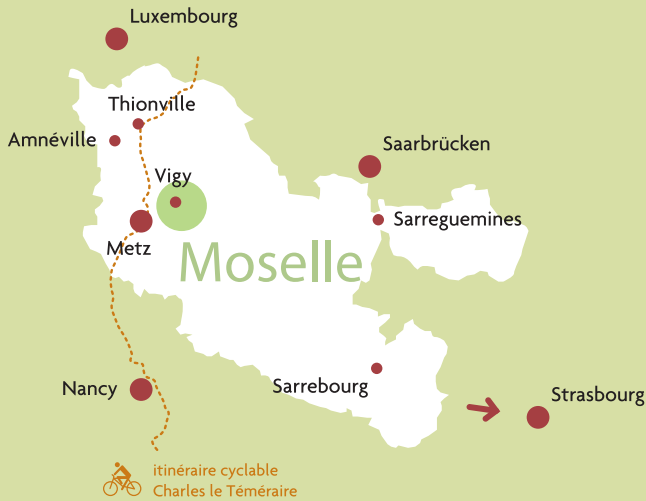 Luxembourg
Thionville
Amnéville
Saarbrücken
Vigy
Sarreguemines
Metz
Moselle
Nancy
Sarrebourg
Strasbourg
itinéraire cyclable
Charles le Téméraire